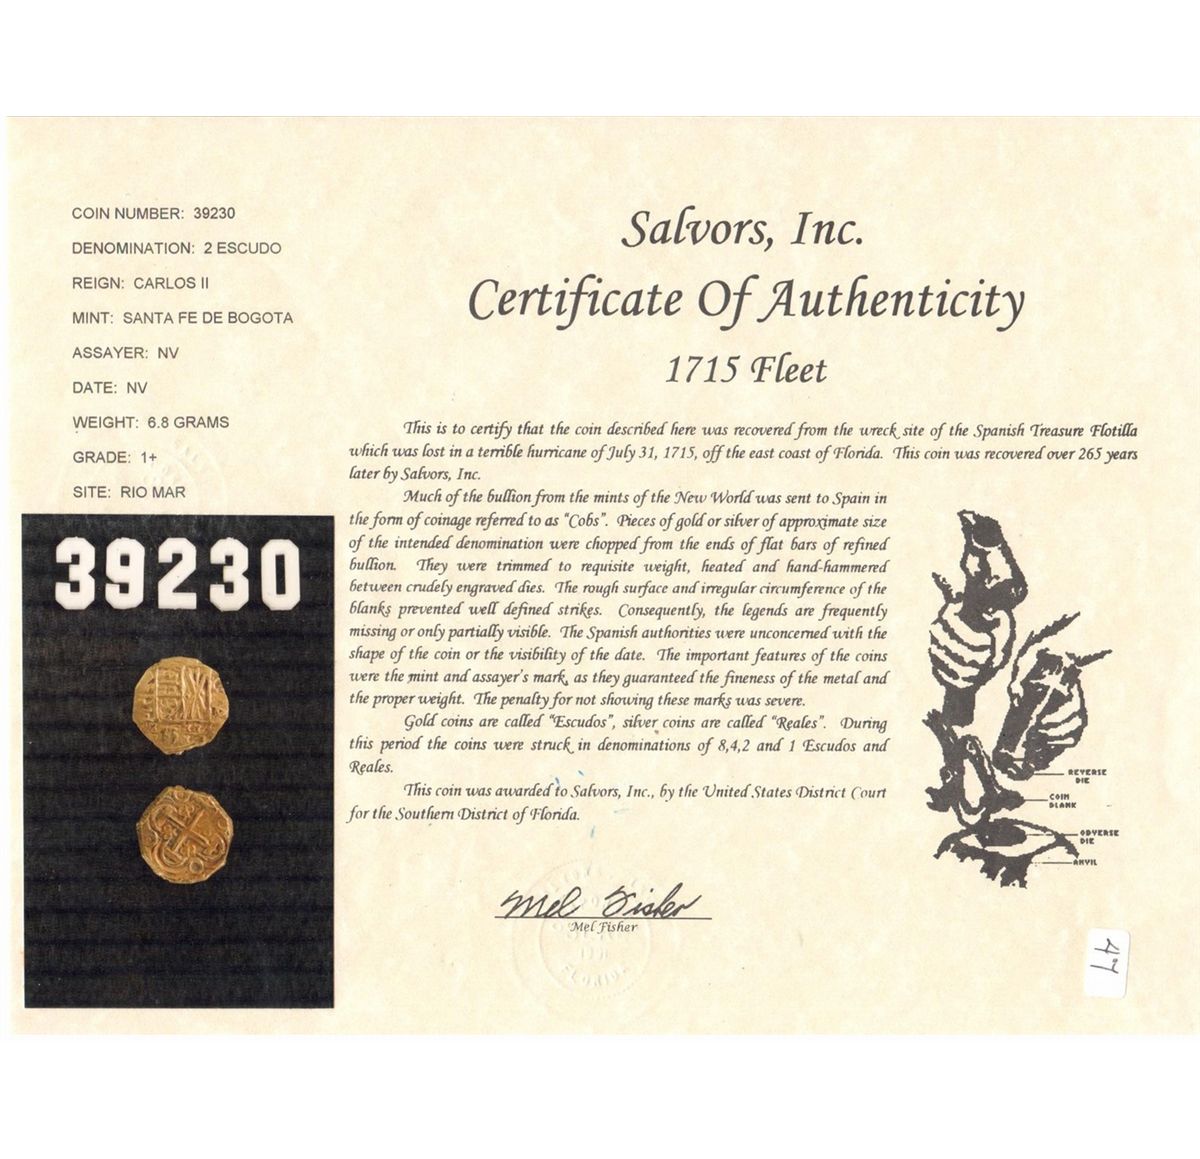 COIN NUMBER: 39230
DENOMINATION: 2 ESCUDO
REIGN: CARLOS II
MINT: SANTA FE DE BOGOTA
ASSAYER: NV
DATE: NV
WEIGHT: 6.8 GRAMS
GRADE: 1+
SITE: RIO MAR
39230
Salvors, Inc.
Certificate Of Authenticity
1715 Fleet
This is to certify that the coin described here was recovered from the wreck site of the Spanish Treasure Flotilla
which was lost in a terrible hurricane of July 31, 1715, off the east coast of Florida. This coin was recovered over 265 years
later by Salvors, Inc.
Much of the bullion from the mints of the New World was sent to Spain in
the form of coinage referred to as "Cobs". Pieces of gold or silver of approximate size
of the intended denomination were chopped from the ends of flat bars of refined
bullion. They were trimmed to requisite weight, heated and hand-hammered
between crudely engraved dies. The rough surface and irregular circumference of the
blanks prevented well defined strikes. Consequently, the legends are frequently
missing or only partially visible. The Spanish authorities were unconcerned with the
shape of the coin or the visibility of the date. The important features of the coins
were the mint and assayer's mark, as they guaranteed the fineness of the metal and
the proper weight. The penalty for not showing these marks was severe.
Gold coins are called "Escudos", silver coins are called "Reales". During
this period the coins were struck in denominations of 8,4,2 and 1 Escudos and
Reales.
This coin was awarded to Salvors, Inc., by the United States District Court
for the Southern District of Florida.
REVERSE
DIE
COIN
BLANK
OBVERSE
DIE
ANVIL
Mel Fisher
Mel Fisher
FLORIDA
47